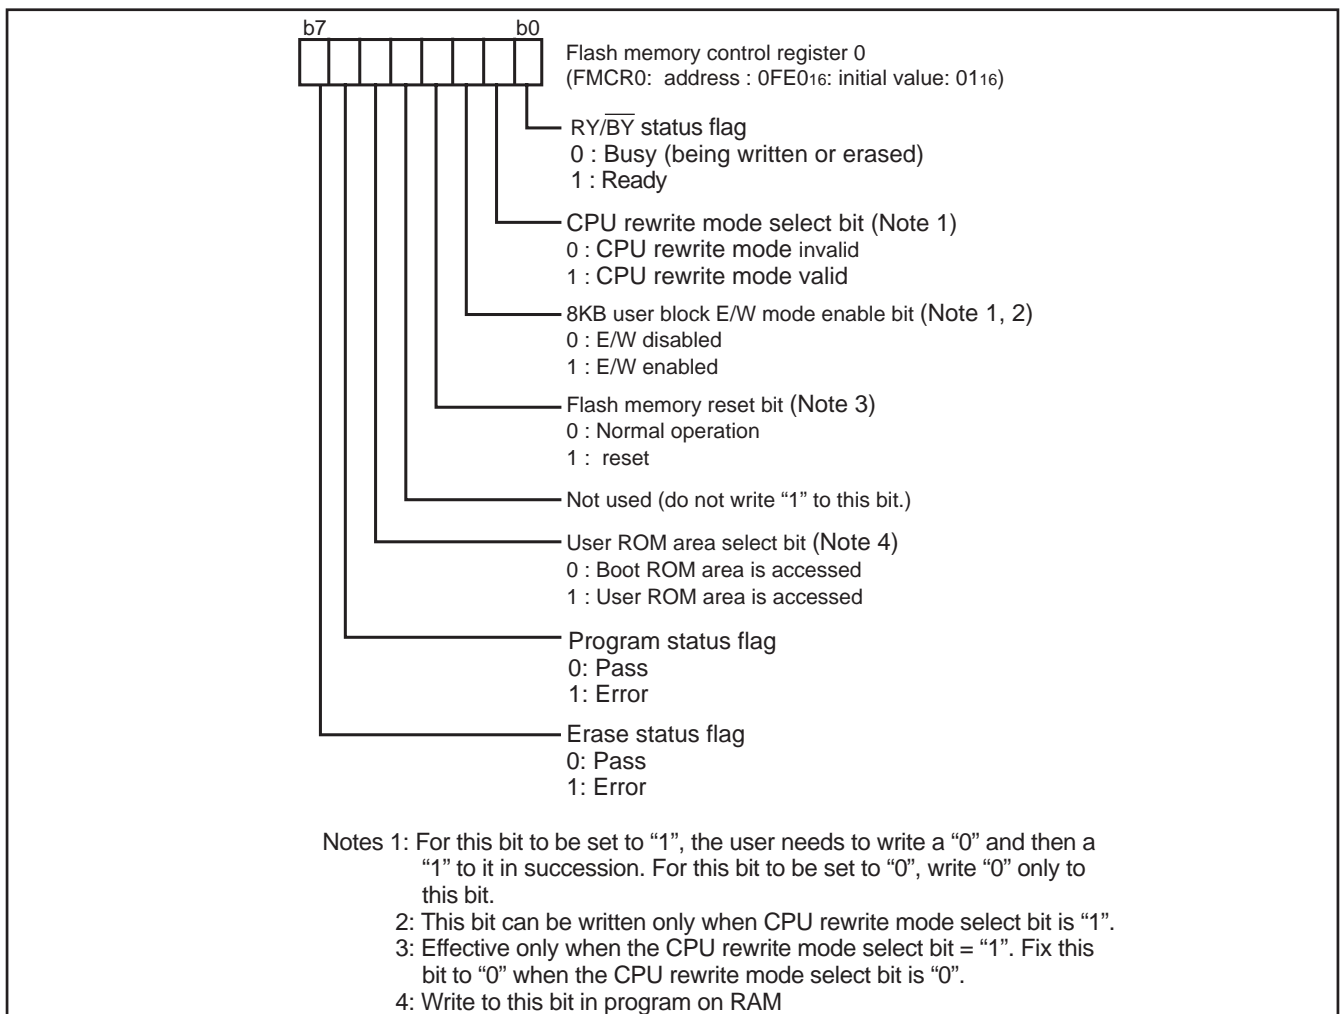 b7 b0
Flash memory control register 0
(FMCR0: address : 0FE016: initial value: 0116)
RY/BY status flag
0 : Busy (being written or erased)
1 : Ready
CPU rewrite mode select bit (Note 1)
0 : CPU rewrite mode invalid
1 : CPU rewrite mode valid
8KB user block E/W mode enable bit (Note 1, 2)
0 : E/W disabled
1 : E/W enabled
Flash memory reset bit (Note 3)
0 : Normal operation
1 : reset
Not used (do not write “1” to this bit.)
User ROM area select bit (Note 4)
0 : Boot ROM area is accessed
1 : User ROM area is accessed
Program status flag
0: Pass
1: Error
Erase status flag
0: Pass
1: Error
Notes 1: For this bit to be set to “1”, the user needs to write a “0” and then a
“1” to it in succession. For this bit to be set to “0”, write “0” only to
this bit.
2: This bit can be written only when CPU rewrite mode select bit is “1”.
3: Effective only when the CPU rewrite mode select bit = “1”. Fix this
bit to “0” when the CPU rewrite mode select bit is “0”.
4: Write to this bit in program on RAM